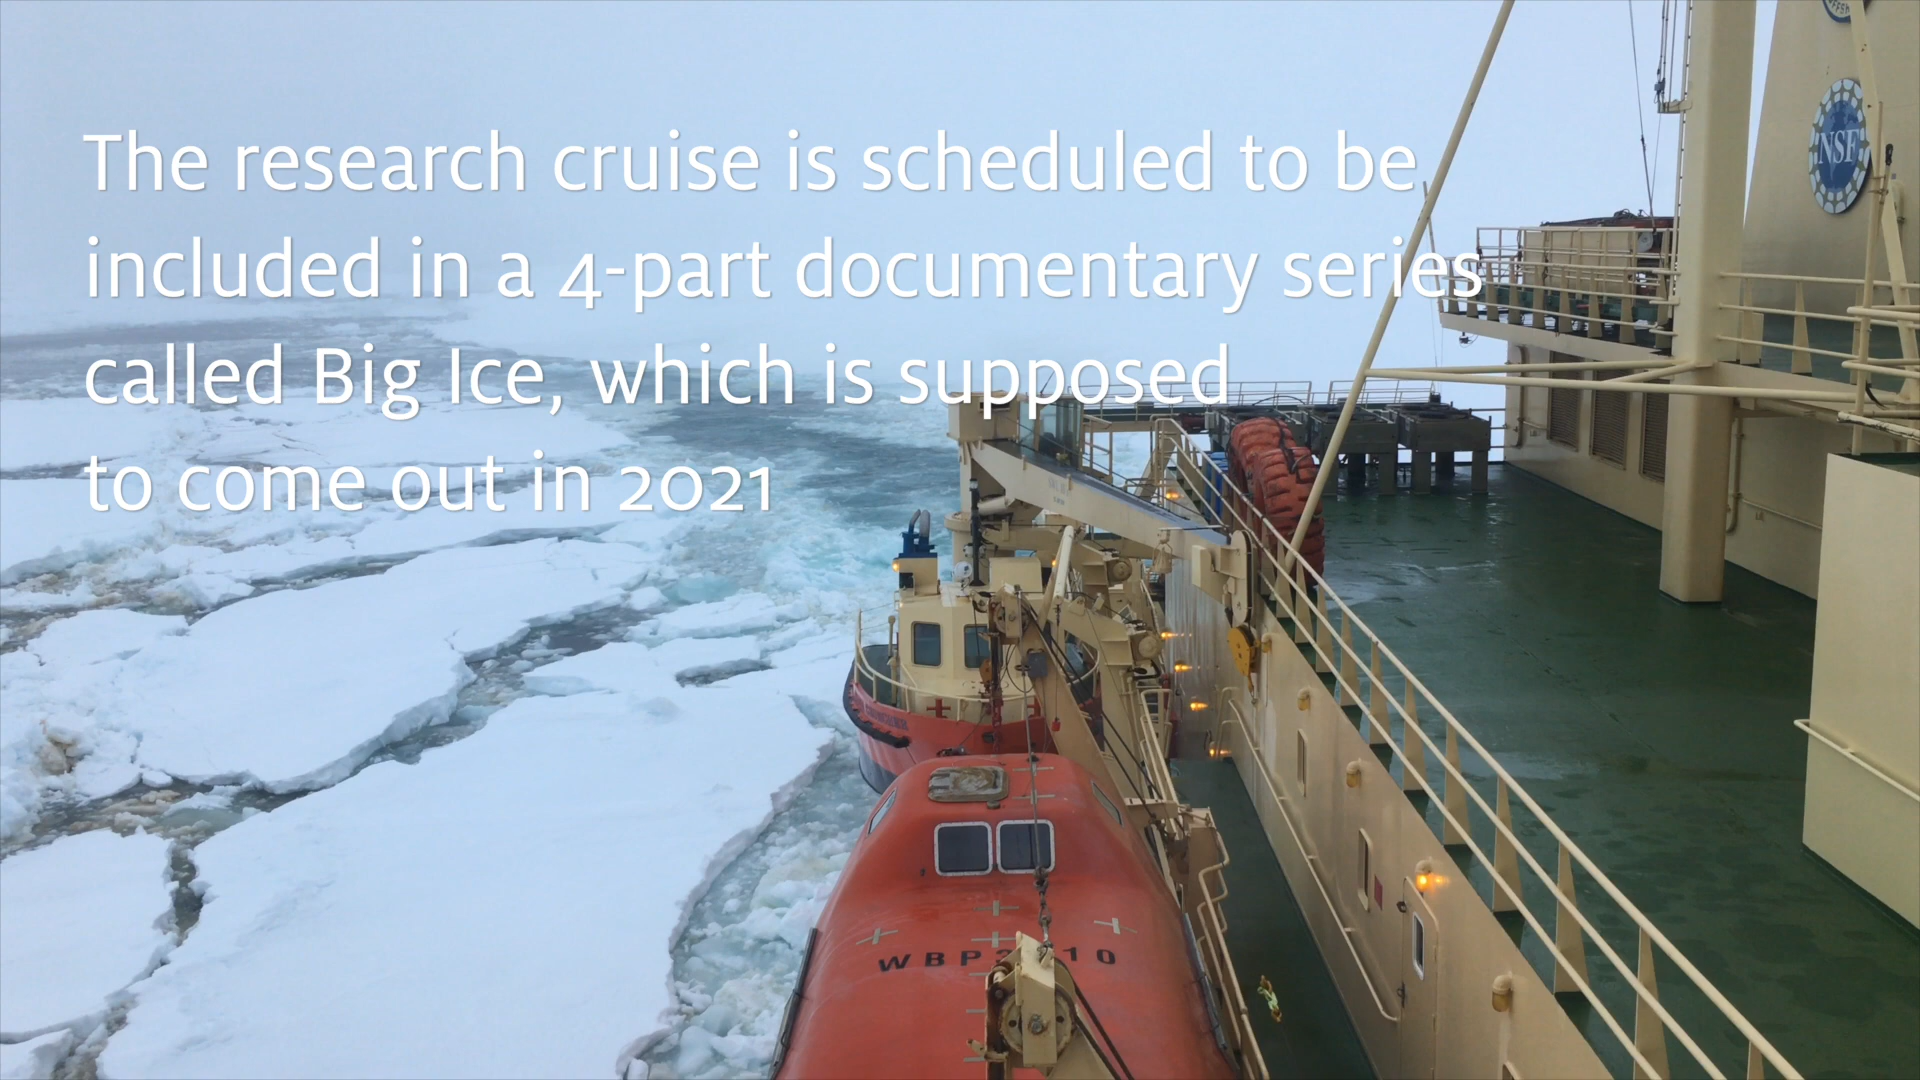 The research cruise is scheduled to be
included in a 4-part documentary series
called Big Ice, which is supposed
to come out in 2021
NSF